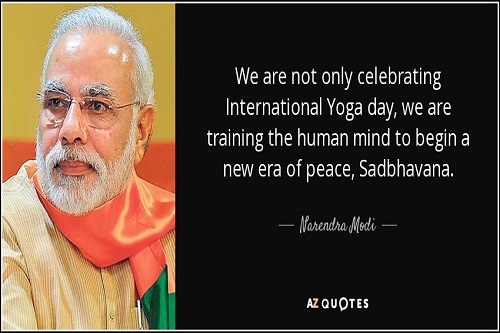 We are not only celebrating
International Yoga day, we are
training the human mind to begin a
new era of peace, Sadbhavana.
— Narendra Modi —
AZ QUOTES